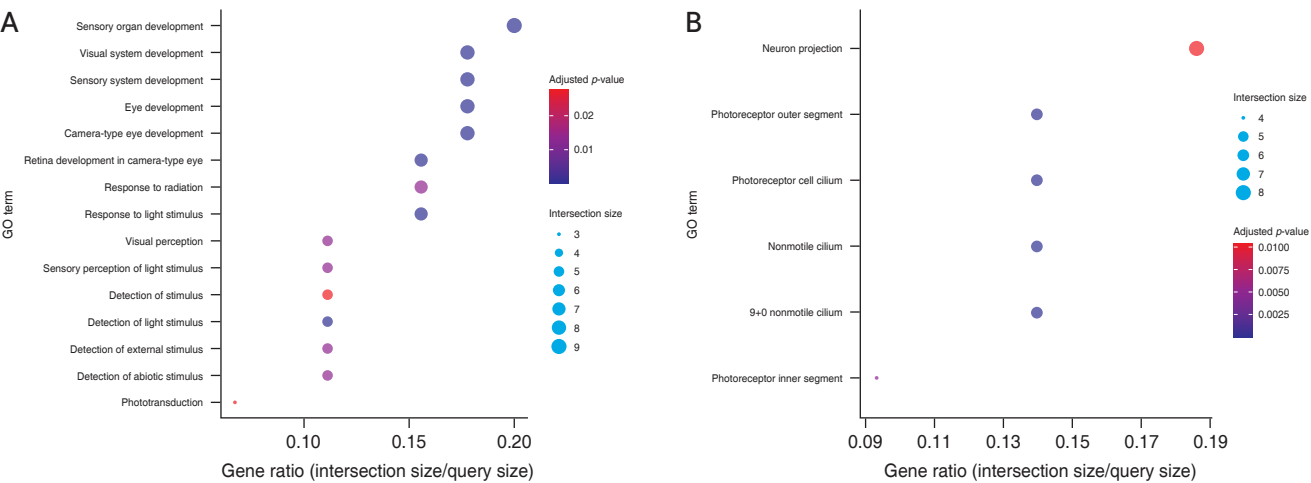 A
GO term
Sensory organ development
Visual system development
Sensory system development
Eye development
Camera-type eye development
Retina development in camera-type eye
Response to radiation
Response to light stimulus
Visual perception
Sensory perception of light stimulus
Detection of stimulus
Detection of light stimulus
Detection of external stimulus
Detection of abiotic stimulus
Phototransduction
0.10
0.15
0.20
Gene ratio (intersection size/query size)
Adjusted p-value
0.02
0.01
Intersection size
3
4
5
6
7
8
9
B
GO term
Neuron projection
Photoreceptor outer segment
Photoreceptor cell cilium
Nonmotile cilium
9+0 nonmotile cilium
Photoreceptor inner segment
0.09
0.11
0.13
0.15
0.17
0.19
Gene ratio (intersection size/query size)
Intersection size
4
5
6
7
8
Adjusted p-value
0.0100
0.0075
0.0050
0.0025